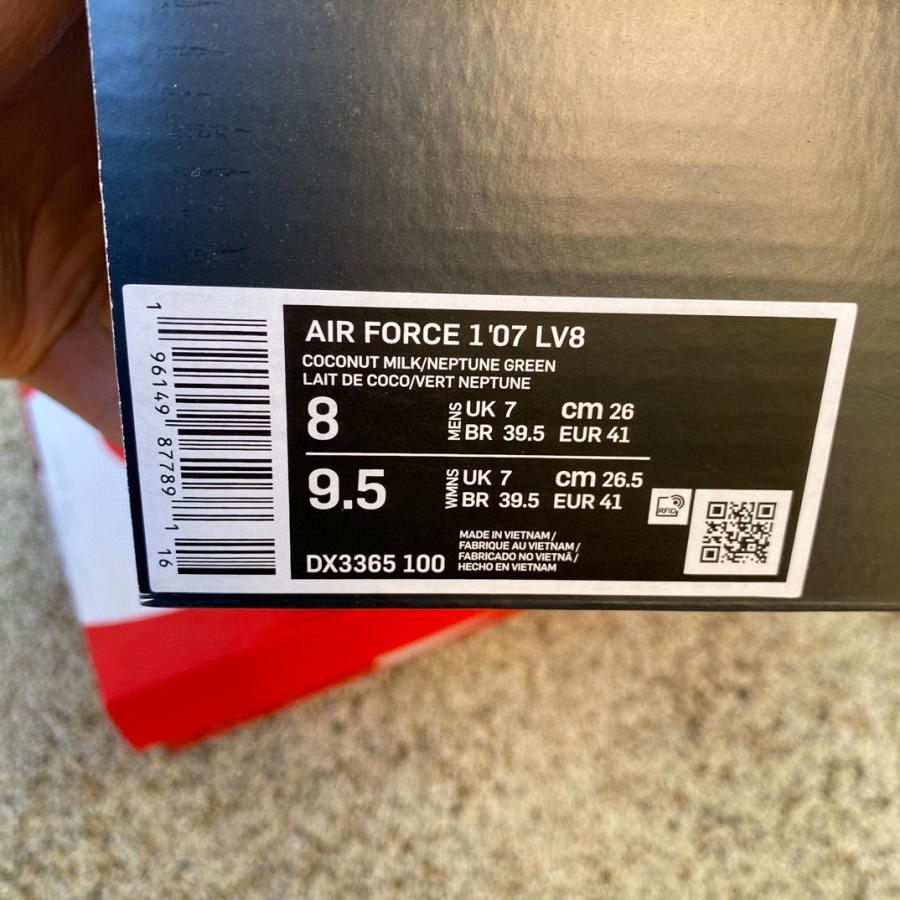 AIR FORCE 1 '07 LV8
COCONUT MILK/NEPTUNE GREEN
LAIT DE COCO/VERT NEPTUNE
8 MENS UK 7 cm 26
BR 39.5 EUR 41
9.5 WMNS UK 7 cm 26.5
BR 39.5 EUR 41
RFID
DX3365 100
MADE IN VIETNAM /
FABRIQUE AU VIETNAM /
FABRICADO NO VIETNÃ /
HECHO EN VIETNAM
1 96149 87789 1 16